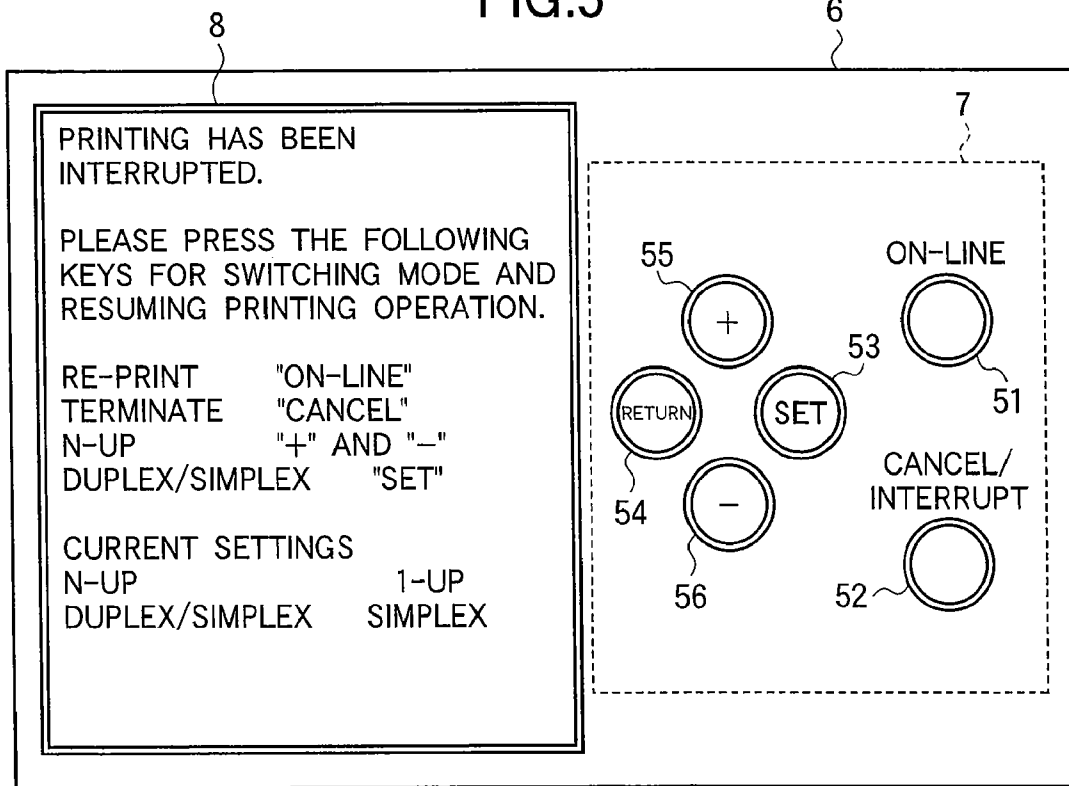 FIG.5
8
6
7
PRINTING HAS BEEN
INTERRUPTED.
PLEASE PRESS THE FOLLOWING
KEYS FOR SWITCHING MODE AND
RESUMING PRINTING OPERATION.
RE-PRINT "ON-LINE"
TERMINATE "CANCEL"
N-UP "+" AND "-"
DUPLEX/SIMPLEX "SET"
CURRENT SETTINGS
N-UP 1-UP
DUPLEX/SIMPLEX SIMPLEX
55
+
ON-LINE
51
53
SET
RETURN
54
-
56
CANCEL/
INTERRUPT
52